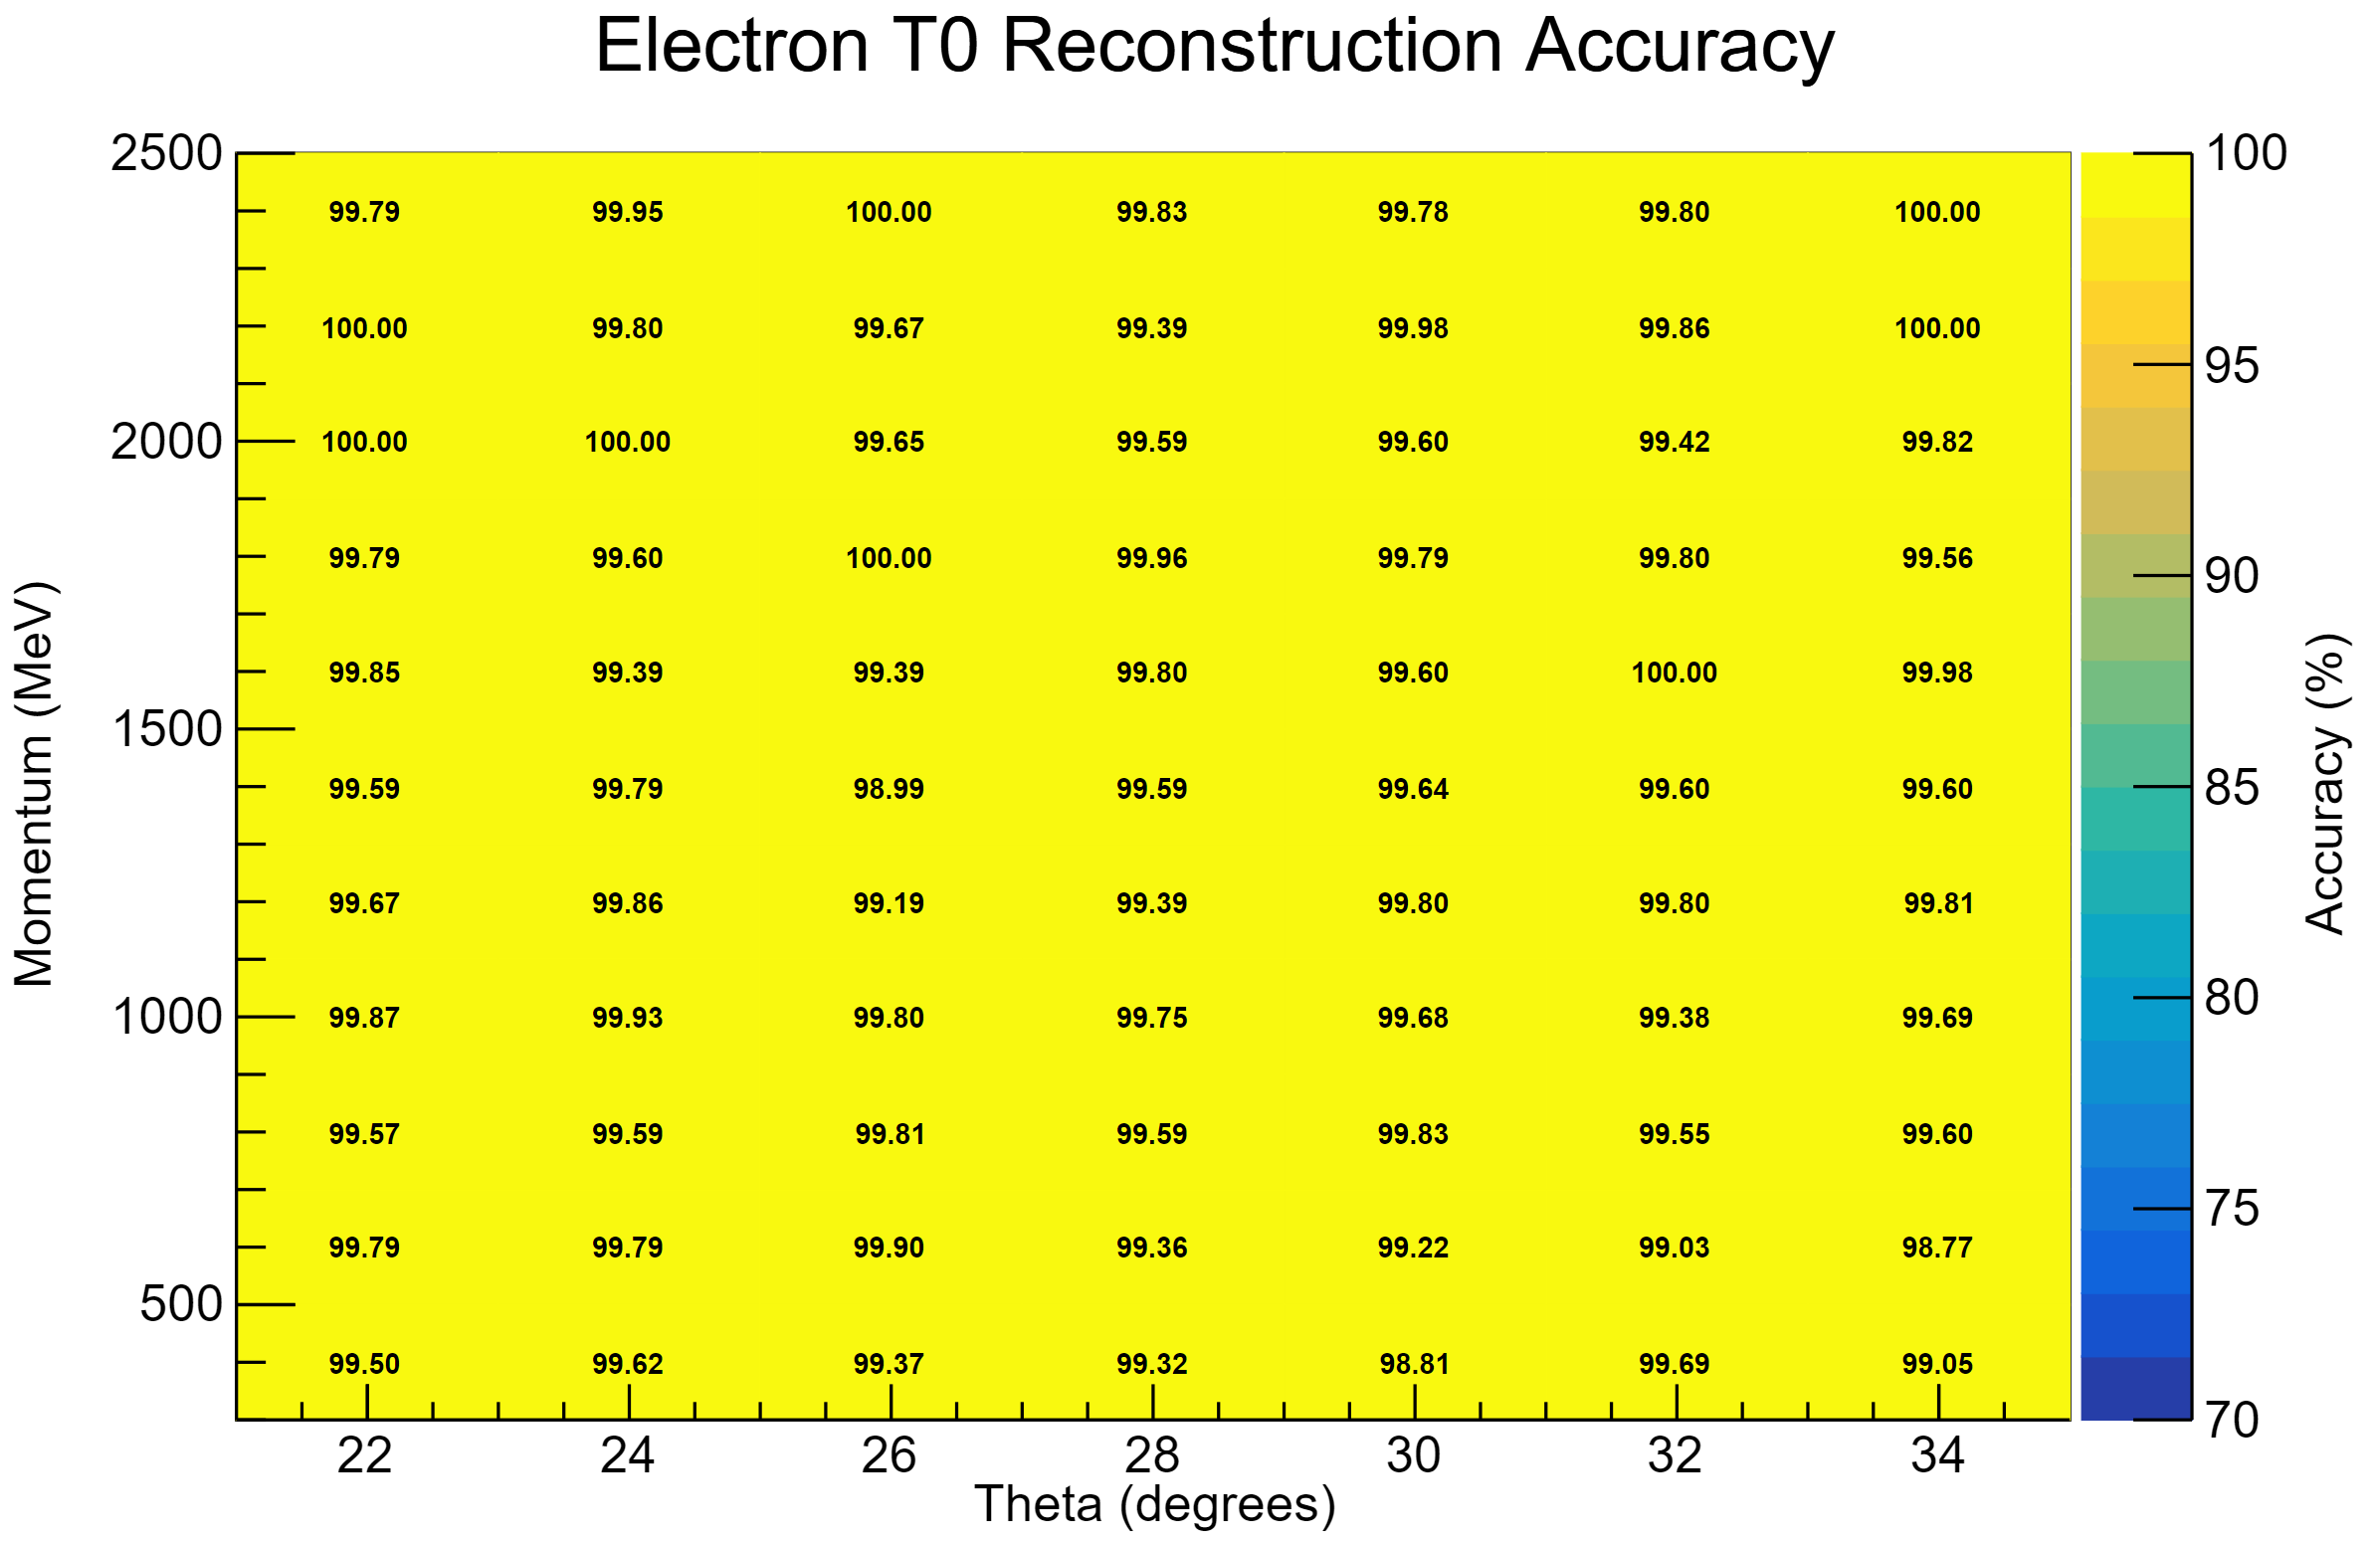 Electron T0 Reconstruction Accuracy
2500 99.79 99.95 100.00 99.83 99.78 99.80 100.00 100
100.00 99.80 99.67 99.39 99.98 99.86 100.00
95
2000 100.00 100.00 99.65 99.59 99.60 99.42 99.82
99.79 99.60 100.00 99.96 99.79 99.80 99.56
90
99.85 99.39 99.39 99.80 99.60 100.00 99.98
1500
99.59 99.79 98.99 99.59 99.64 99.60 99.60
85
99.67 99.86 99.19 99.39 99.80 99.80 99.81
80
1000 99.87 99.93 99.80 99.75 99.68 99.38 99.69
99.57 99.59 99.81 99.59 99.83 99.55 99.60
75
99.79 99.79 99.90 99.36 99.22 99.03 98.77
500
99.50 99.62 99.37 99.32 98.81 99.69 99.05
70
22 24 26 28 30 32 34
Theta (degrees)
Momentum (MeV)
Accuracy (%)